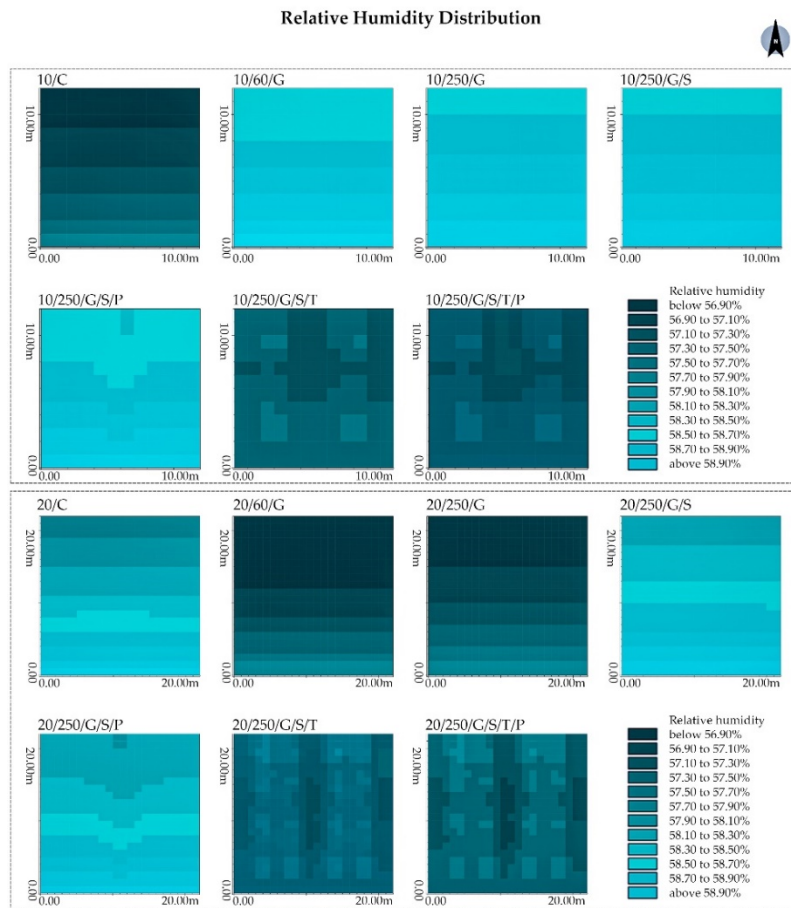 Relative Humidity Distribution
N
10/C
10/60/G
10/250/G
10/250/G/S
10.00m
10.00m
10.00m
10.00m
0.00
0.00
0.00
0.00
0.00 10.00m
0.00 10.00m
0.00 10.00m
0.00 10.00m
10/250/G/S/P
10/250/G/S/T
10/250/G/S/T/P
10.00m
10.00m
10.00m
0.00
0.00
0.00
0.00 10.00m
0.00 10.00m
0.00 10.00m
Relative humidity
below 56.90%
56.90 to 57.10%
57.10 to 57.30%
57.30 to 57.50%
57.50 to 57.70%
57.70 to 57.90%
57.90 to 58.10%
58.10 to 58.30%
58.30 to 58.50%
58.50 to 58.70%
58.70 to 58.90%
above 58.90%
20/C
20/60/G
20/250/G
20/250/G/S
20.00m
20.00m
20.00m
20.00m
0.00
0.00
0.00
0.00
0.00 20.00m
0.00 20.00m
0.00 20.00m
0.00 20.00m
20/250/G/S/P
20/250/G/S/T
20/250/G/S/T/P
20.00m
20.00m
20.00m
0.00
0.00
0.00
0.00 20.00m
0.00 20.00m
0.00 20.00m
Relative humidity
below 56.90%
56.90 to 57.10%
57.10 to 57.30%
57.30 to 57.50%
57.50 to 57.70%
57.70 to 57.90%
57.90 to 58.10%
58.10 to 58.30%
58.30 to 58.50%
58.50 to 58.70%
58.70 to 58.90%
above 58.90%